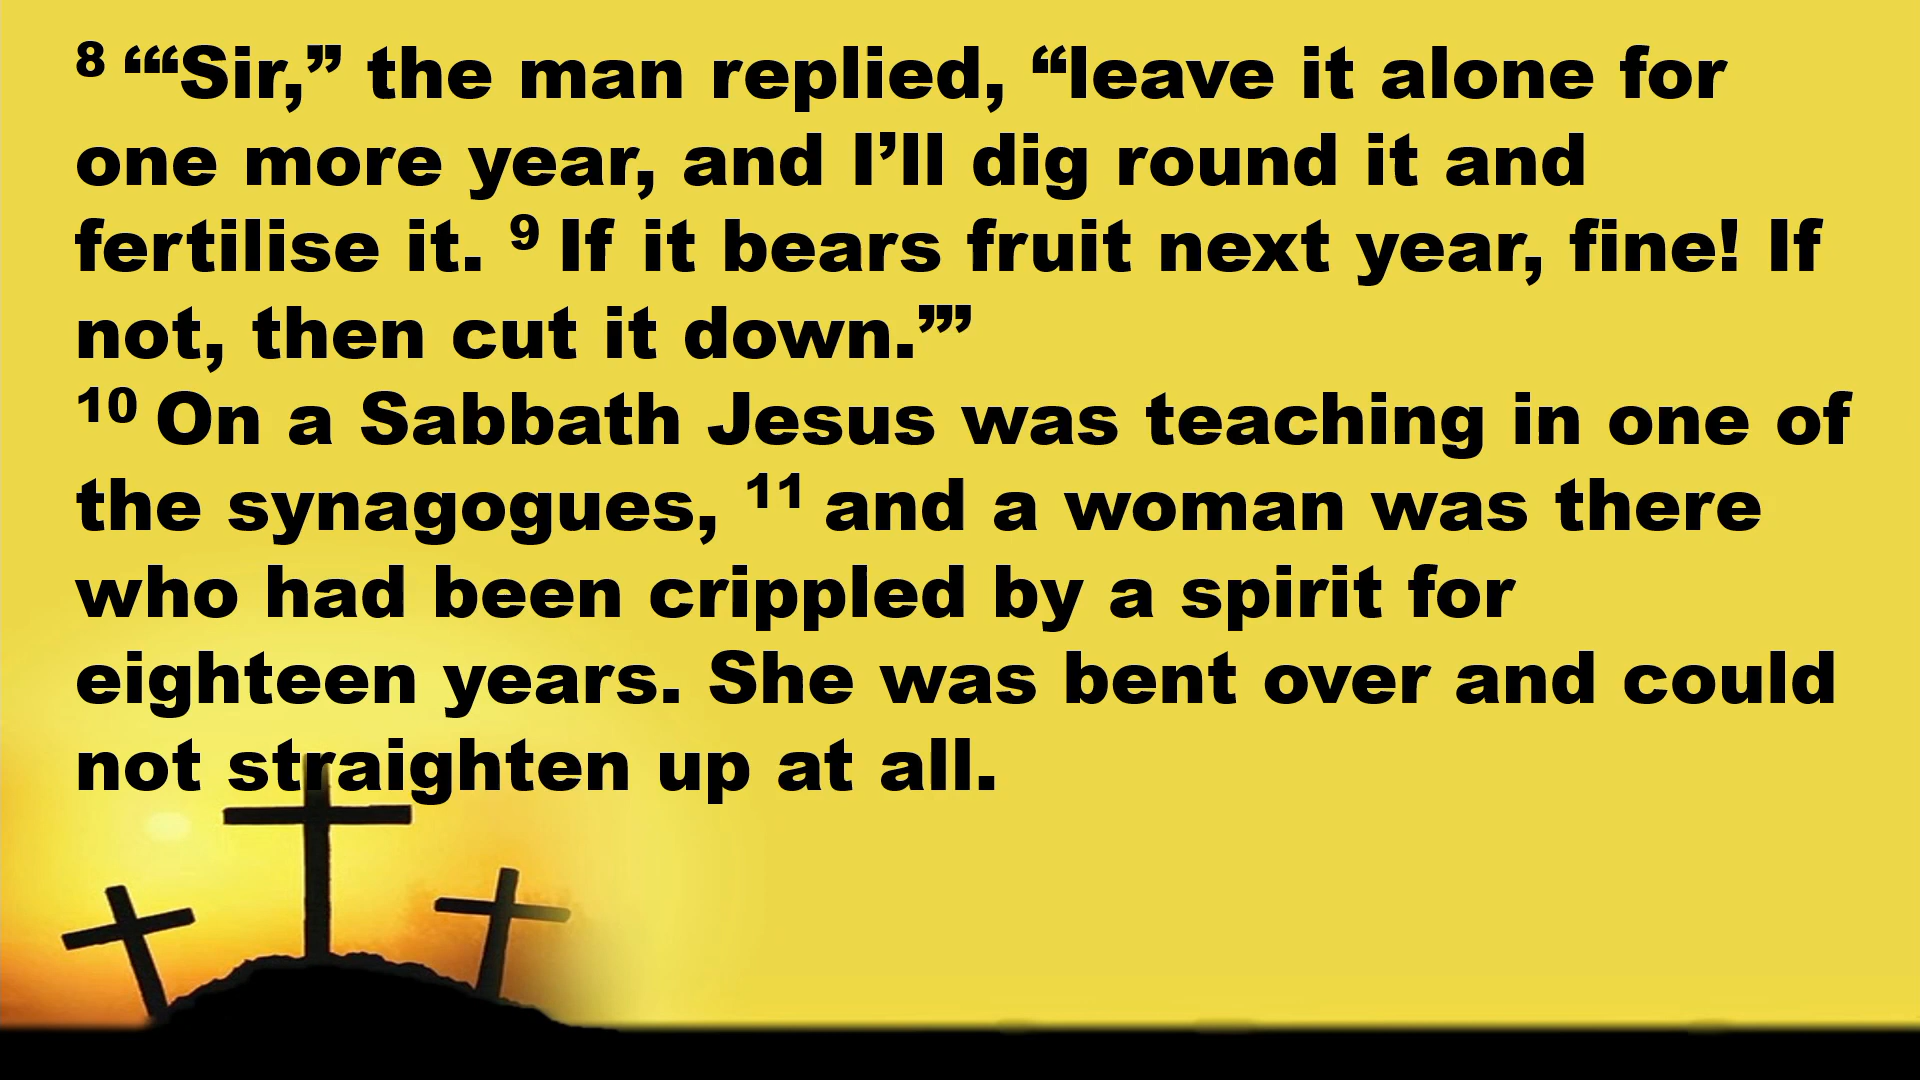 8 “‘“Sir,” the man replied, “leave it alone for
one more year, and I’ll dig round it and
fertilise it. 9 If it bears fruit next year, fine! If
not, then cut it down.”’”
10 On a Sabbath Jesus was teaching in one of
the synagogues, 11 and a woman was there
who had been crippled by a spirit for
eighteen years. She was bent over and could
not straighten up at all.